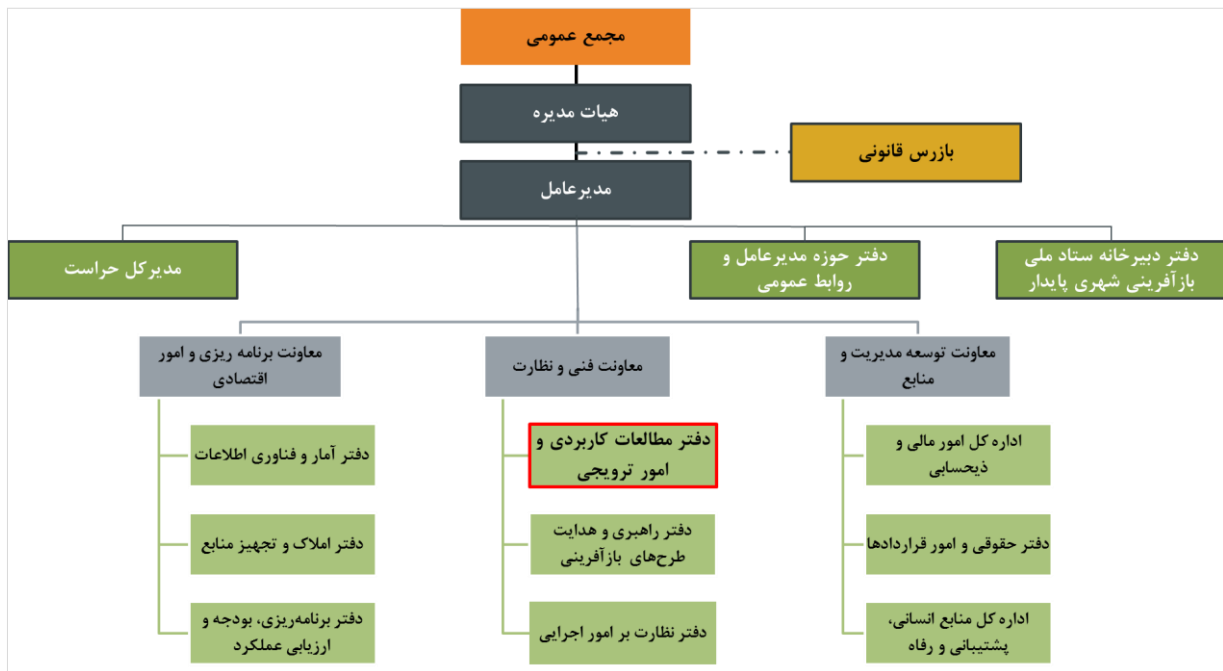 مجمع عمومی
هیات مدیره
بازرس قانونی
مدیرعامل
دفتر دبیرخانه ستاد ملی
بازآفرینی شهری پایدار
دفتر حوزه مدیرعامل و
روابط عمومی
مدیرکل حراست
معاونت توسعه مدیریت و
منابع
معاونت فنی و نظارت
معاونت برنامه ریزی و امور
اقتصادی
اداره کل امور مالی و
ذیحسابی
دفتر مطالعات کاربردی و
امور ترویجی
دفتر آمار و فناوری اطلاعات
دفتر حقوقی و امور قراردادها
دفتر راهبری و هدایت
طرح‌های بازآفرینی
دفتر املاک و تجهیز منابع
اداره کل منابع انسانی،
پشتیبانی و رفاه
دفتر نظارت بر امور اجرایی
دفتر برنامه‌ریزی، بودجه و
ارزیابی عملکرد